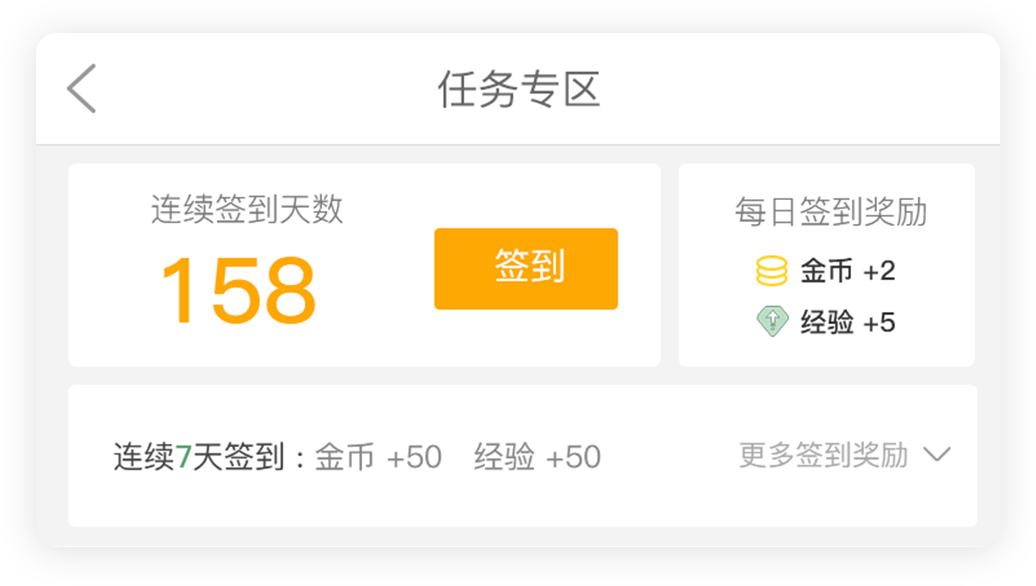 任务专区
连续签到天数
158
签到
每日签到奖励
金币 +2
经验 +5
连续7天签到：金币 +50 经验 +50
更多签到奖励